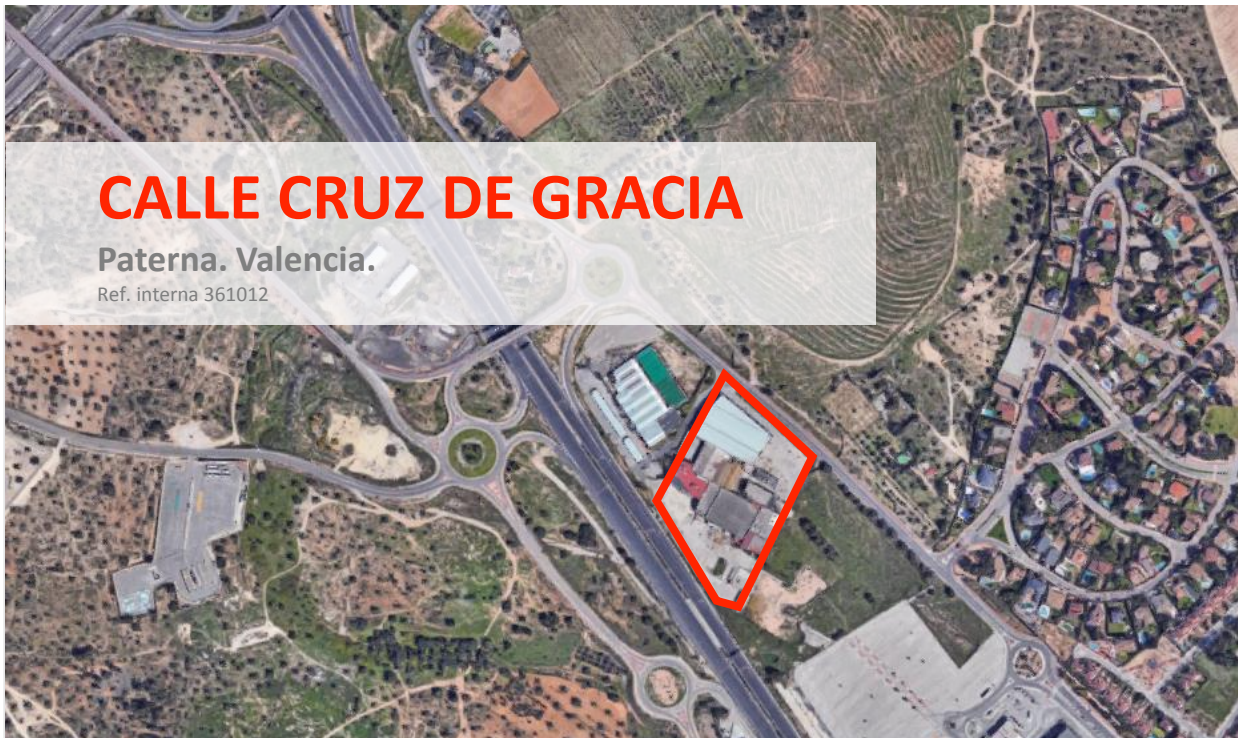 CALLE CRUZ DE GRACIA
Paterna. Valencia.
Ref. interna 361012